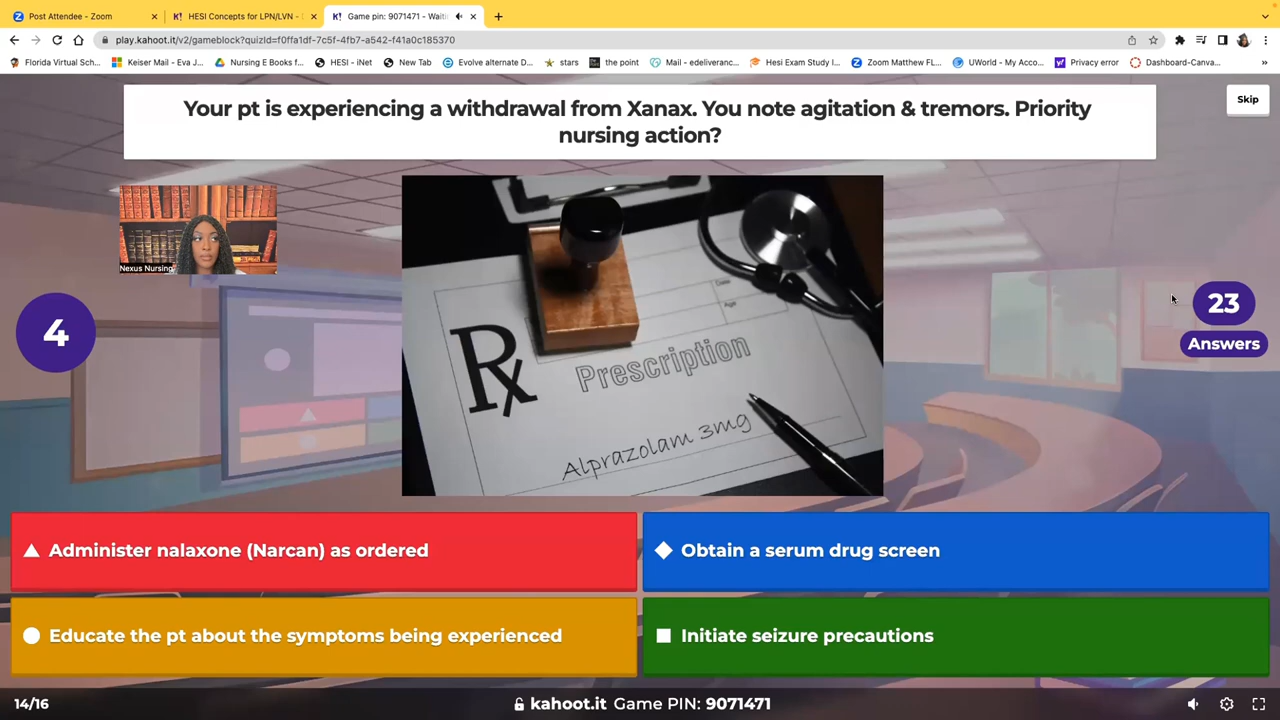 Post Attendee - Zoom
HESI Concepts for LPN/LVN -
Game pin: 9071471 - Waiti
play.kahoot.it/v2/gameblock?quizId=f0ffa1df-7c5f-4fb7-a542-f41a0c185370
Florida Virtual Sch...
Keiser Mail - Eva J...
Nursing E Books f...
HESI - iNet
New Tab
Evolve alternate D...
stars
the point
Mail - edeliveranc...
Hesi Exam Study I...
Zoom Matthew FL...
UWorld - My Acco...
Privacy error
Dashboard-Canva...
»
Your pt is experiencing a withdrawal from Xanax. You note agitation & tremors. Priority
nursing action?
Skip
Nexus Nursing
4
23
Answers
Date
Age
Rx
Prescription
Alprazolam 3mg
Administer nalaxone (Narcan) as ordered
Obtain a serum drug screen
Educate the pt about the symptoms being experienced
Initiate seizure precautions
14/16
kahoot.it Game PIN: 9071471